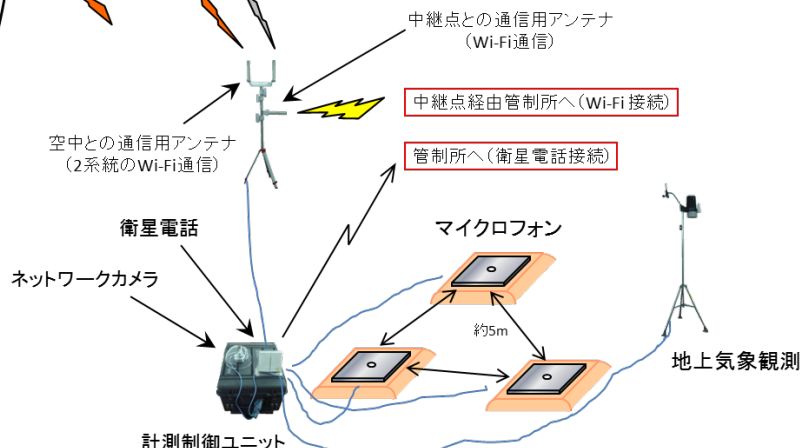 中継点との通信用アンテナ
(Wi-Fi通信)
中継点経由管制所へ(Wi-Fi 接続)
空中との通信用アンテナ
(2系統のWi-Fi通信)
管制所へ(衛星電話接続)
衛星電話
マイクロフォン
ネットワークカメラ
約5m
地上気象観測
計測制御ユニット